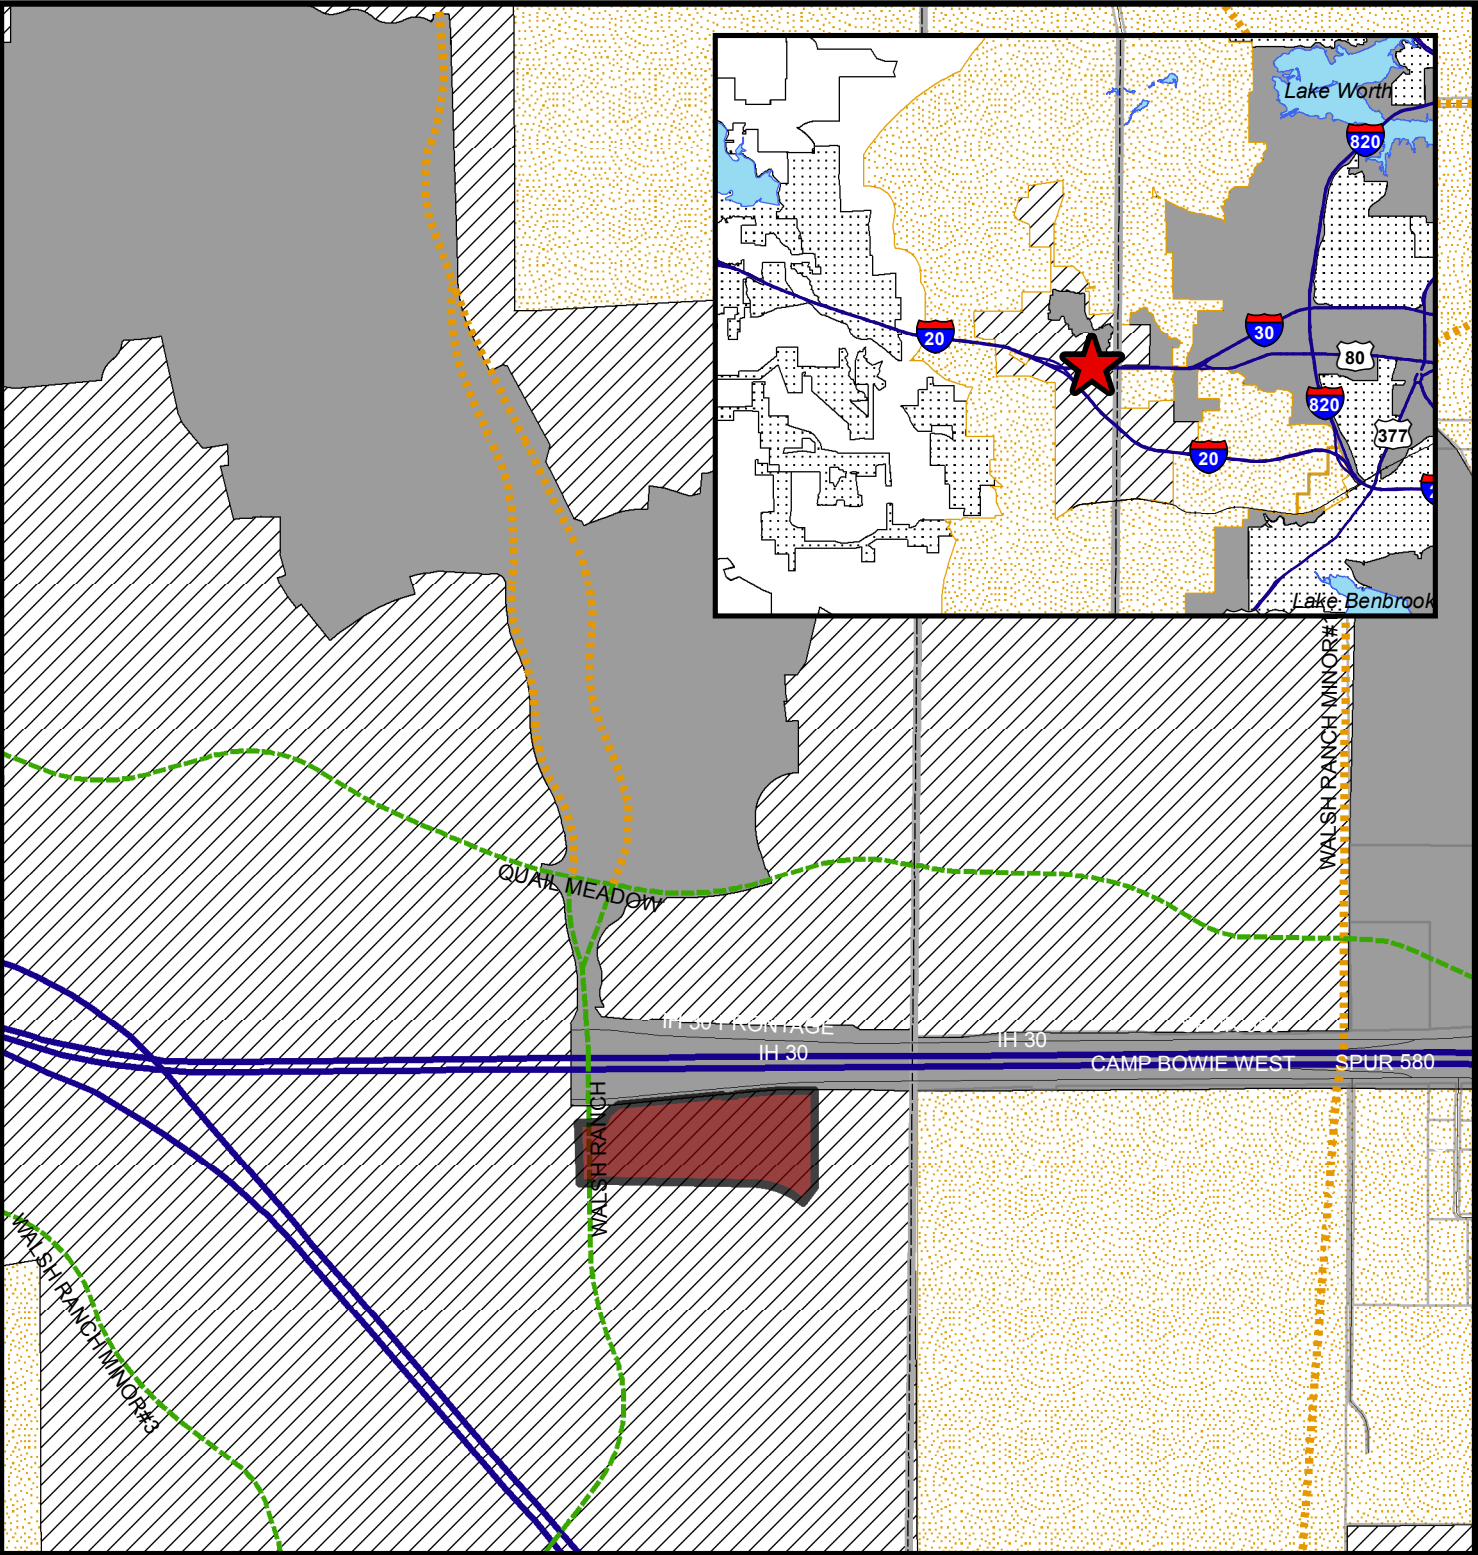 Lake Worth
820
20
30
80
820
377
20
Lake Benbrook
WALSH RANCH MINOR#1
QUAIL MEADOW
IH 30 FRONTAGE
IH 30
IH 30
CAMP BOWIE WEST
SPUR 580
WALSH RANCH
WALSH RANCH MINOR#3